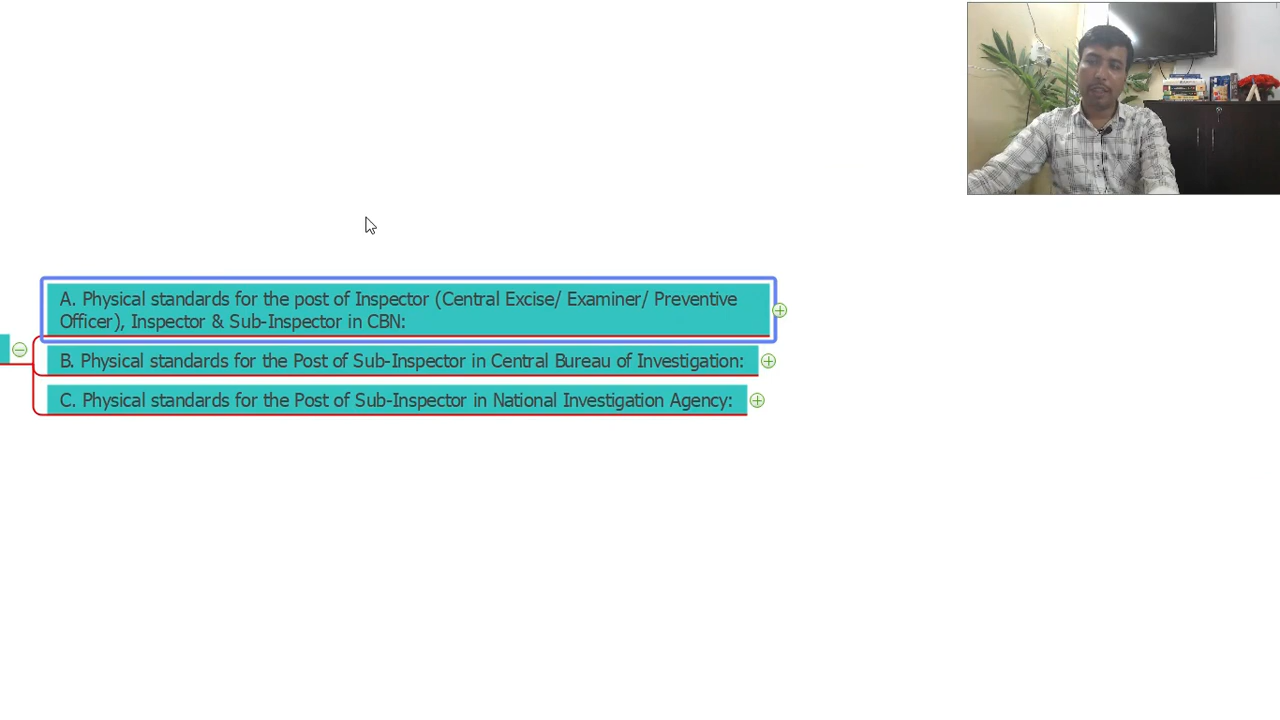 A. Physical standards for the post of Inspector (Central Excise/ Examiner/ Preventive
Officer), Inspector & Sub-Inspector in CBN:
B. Physical standards for the Post of Sub-Inspector in Central Bureau of Investigation:
C. Physical standards for the Post of Sub-Inspector in National Investigation Agency: